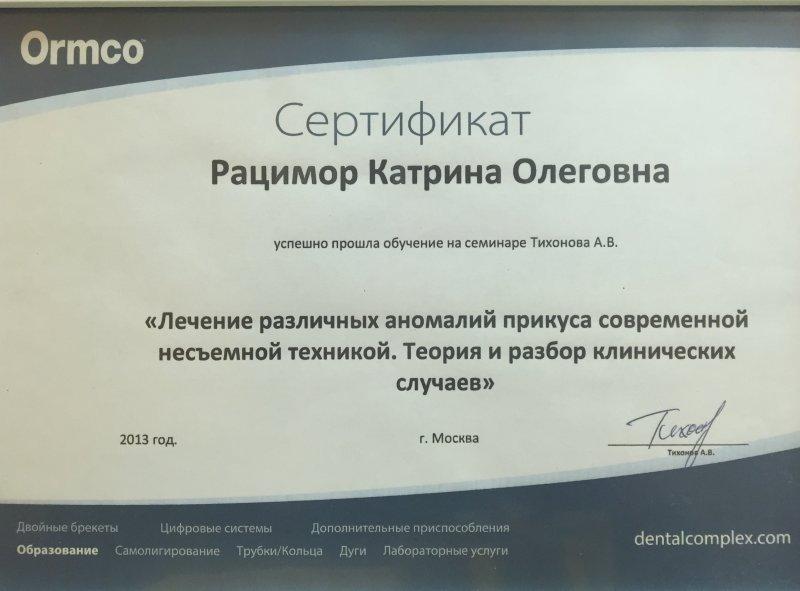 Ormco
Сертификат
Рацимор Катрина Олеговна
успешно прошла обучение на семинаре Тихонова А.В.
«Лечение различных аномалий прикуса современной
несъемной техникой. Теория и разбор клинических
случаев»
2013 год.
г. Москва
Тихонов А.В.
Двойные брекеты Цифровые системы Дополнительные приспособления
Образование Самолигирование Трубки/Кольца Дуги Лабораторные услуги
dentalcomplex.com